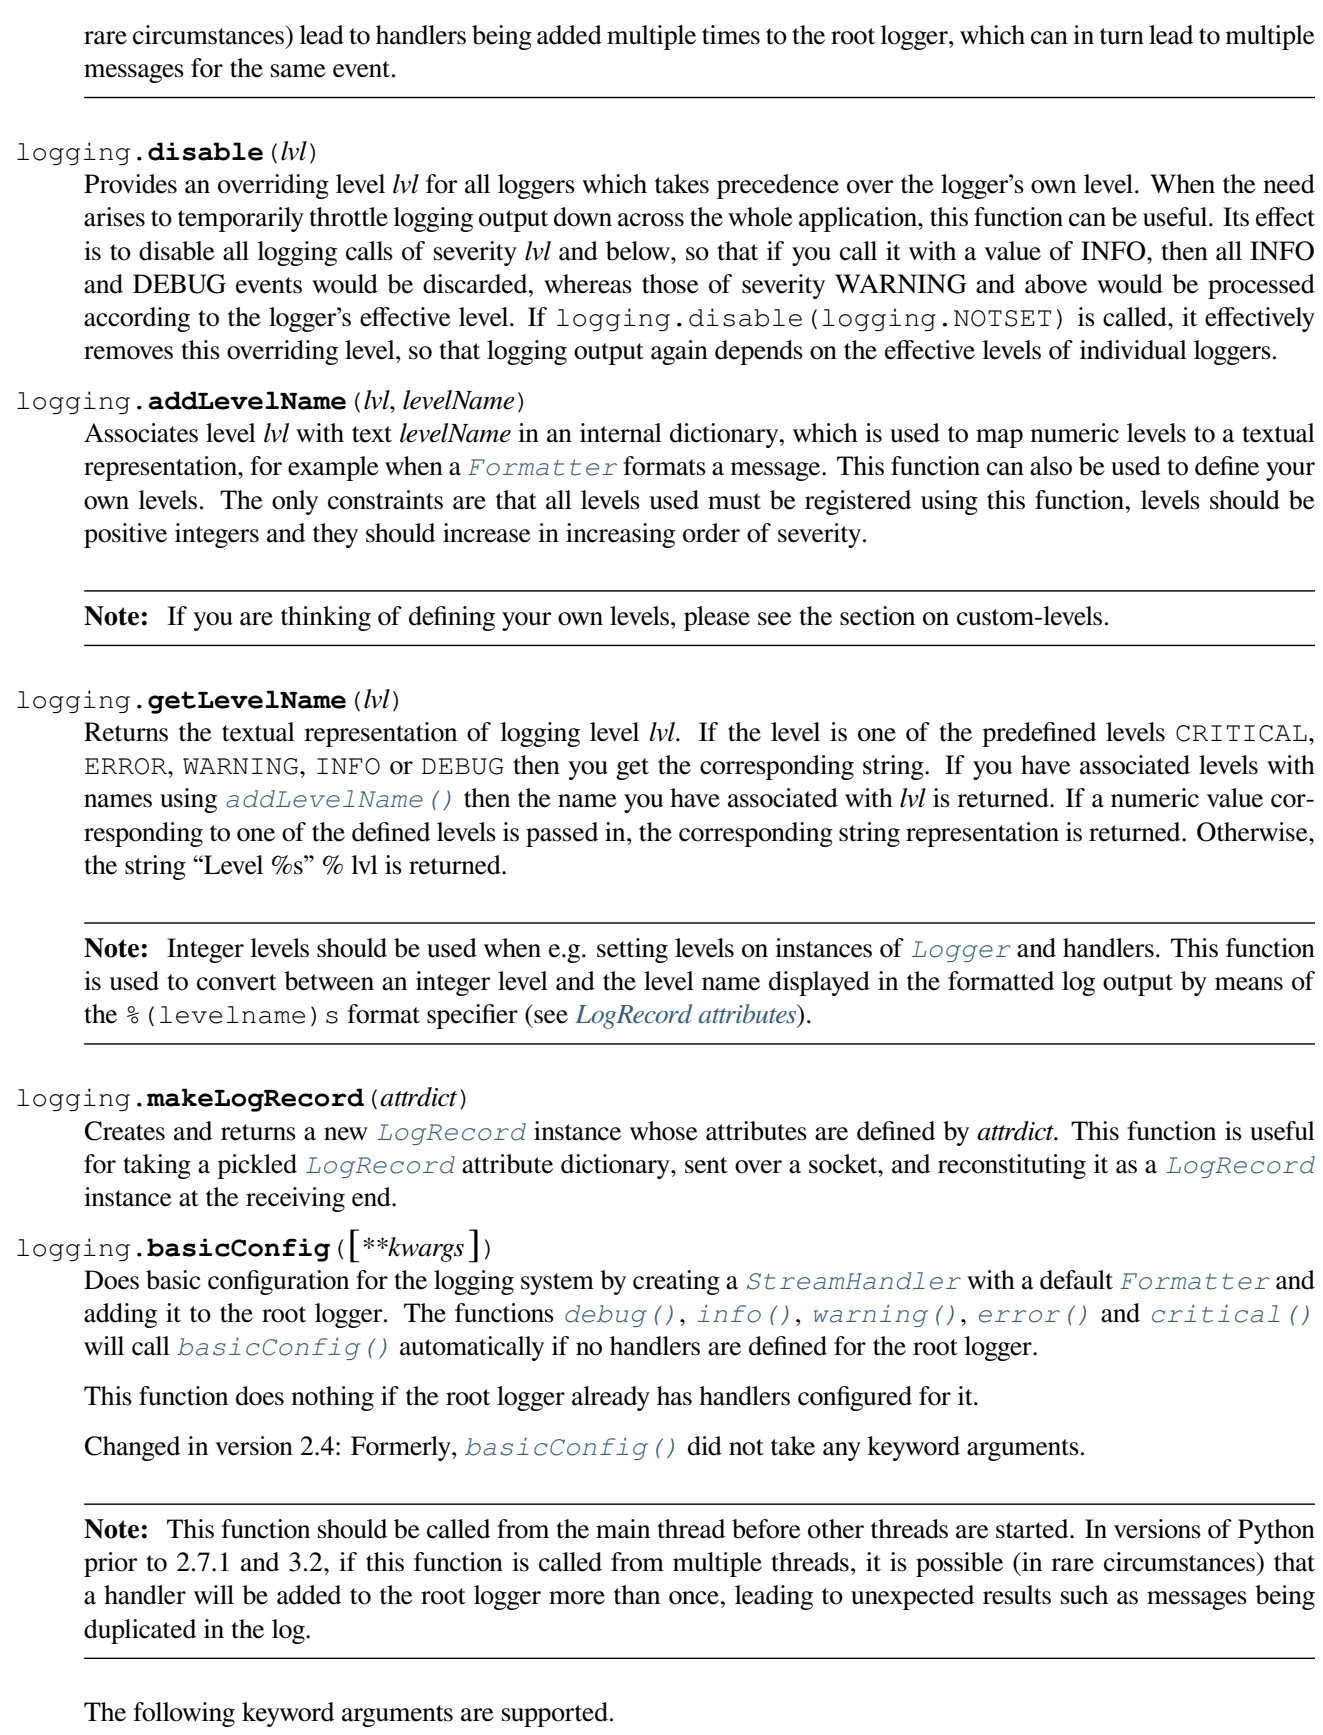 rare circumstances) lead to handlers being added multiple times to the root logger, which can in turn lead to multiple
messages for the same event.
logging.disable(lvl)
Provides an overriding level lvl for all loggers which takes precedence over the logger’s own level. When the need
arises to temporarily throttle logging output down across the whole application, this function can be useful. Its effect
is to disable all logging calls of severity lvl and below, so that if you call it with a value of INFO, then all INFO
and DEBUG events would be discarded, whereas those of severity WARNING and above would be processed
according to the logger’s effective level. If logging.disable(logging.NOTSET) is called, it effectively
removes this overriding level, so that logging output again depends on the effective levels of individual loggers.
logging.addLevelName(lvl, levelName)
Associates level lvl with text levelName in an internal dictionary, which is used to map numeric levels to a textual
representation, for example when a Formatter formats a message. This function can also be used to define your
own levels. The only constraints are that all levels used must be registered using this function, levels should be
positive integers and they should increase in increasing order of severity.
Note: If you are thinking of defining your own levels, please see the section on custom-levels.
logging.getLevelName(lvl)
Returns the textual representation of logging level lvl. If the level is one of the predefined levels CRITICAL,
ERROR, WARNING, INFO or DEBUG then you get the corresponding string. If you have associated levels with
names using addLevelName() then the name you have associated with lvl is returned. If a numeric value cor-
responding to one of the defined levels is passed in, the corresponding string representation is returned. Otherwise,
the string “Level %s” % lvl is returned.
Note: Integer levels should be used when e.g. setting levels on instances of Logger and handlers. This function
is used to convert between an integer level and the level name displayed in the formatted log output by means of
the %(levelname)s format specifier (see LogRecord attributes).
logging.makeLogRecord(attrdict)
Creates and returns a new LogRecord instance whose attributes are defined by attrdict. This function is useful
for taking a pickled LogRecord attribute dictionary, sent over a socket, and reconstituting it as a LogRecord
instance at the receiving end.
logging.basicConfig([**kwargs])
Does basic configuration for the logging system by creating a StreamHandler with a default Formatter and
adding it to the root logger. The functions debug(), info(), warning(), error() and critical()
will call basicConfig() automatically if no handlers are defined for the root logger.
This function does nothing if the root logger already has handlers configured for it.
Changed in version 2.4: Formerly, basicConfig() did not take any keyword arguments.
Note: This function should be called from the main thread before other threads are started. In versions of Python
prior to 2.7.1 and 3.2, if this function is called from multiple threads, it is possible (in rare circumstances) that
a handler will be added to the root logger more than once, leading to unexpected results such as messages being
duplicated in the log.
The following keyword arguments are supported.